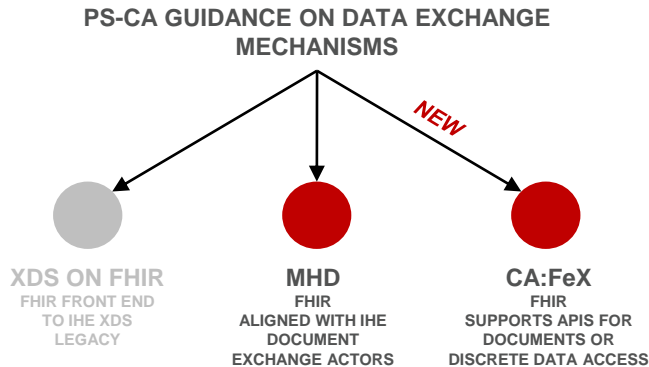 PS-CA GUIDANCE ON DATA EXCHANGE
MECHANISMS
NEW
XDS ON FHIR
FHIR FRONT END
TO IHE XDS
LEGACY
MHD
FHIR
ALIGNED WITH IHE
DOCUMENT
EXCHANGE ACTORS
CA:FeX
FHIR
SUPPORTS APIS FOR
DOCUMENTS OR
DISCRETE DATA ACCESS